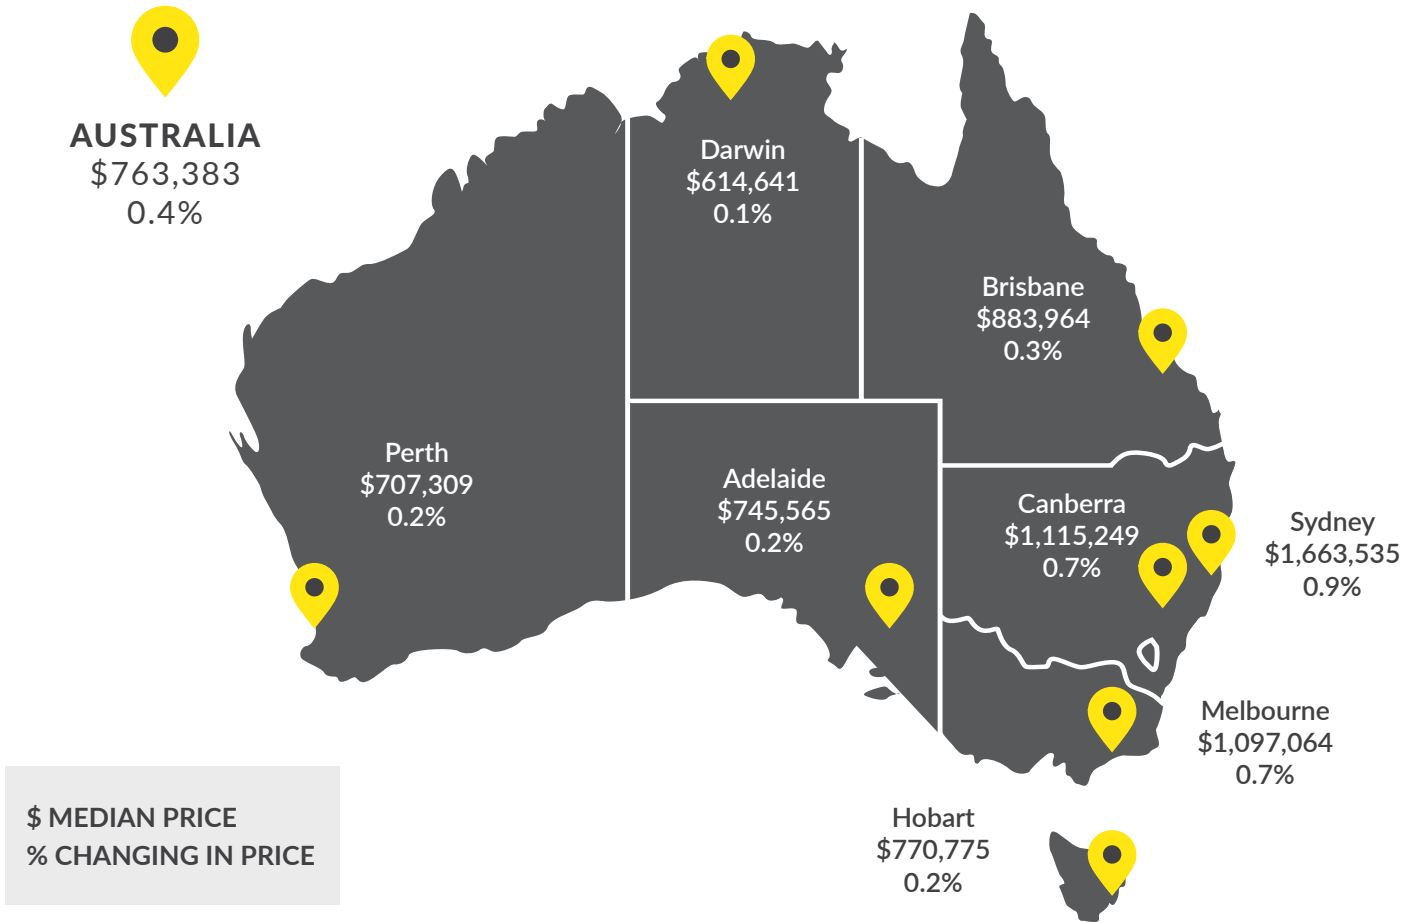 AUSTRALIA
$763,383
0.4%
Darwin
$614,641
0.1%
Brisbane
$883,964
0.3%
Perth
$707,309
0.2%
Adelaide
$745,565
0.2%
Canberra
$1,115,249
0.7%
Sydney
$1,663,535
0.9%
Melbourne
$1,097,064
0.7%
Hobart
$770,775
0.2%
$ MEDIAN PRICE
% CHANGING IN PRICE